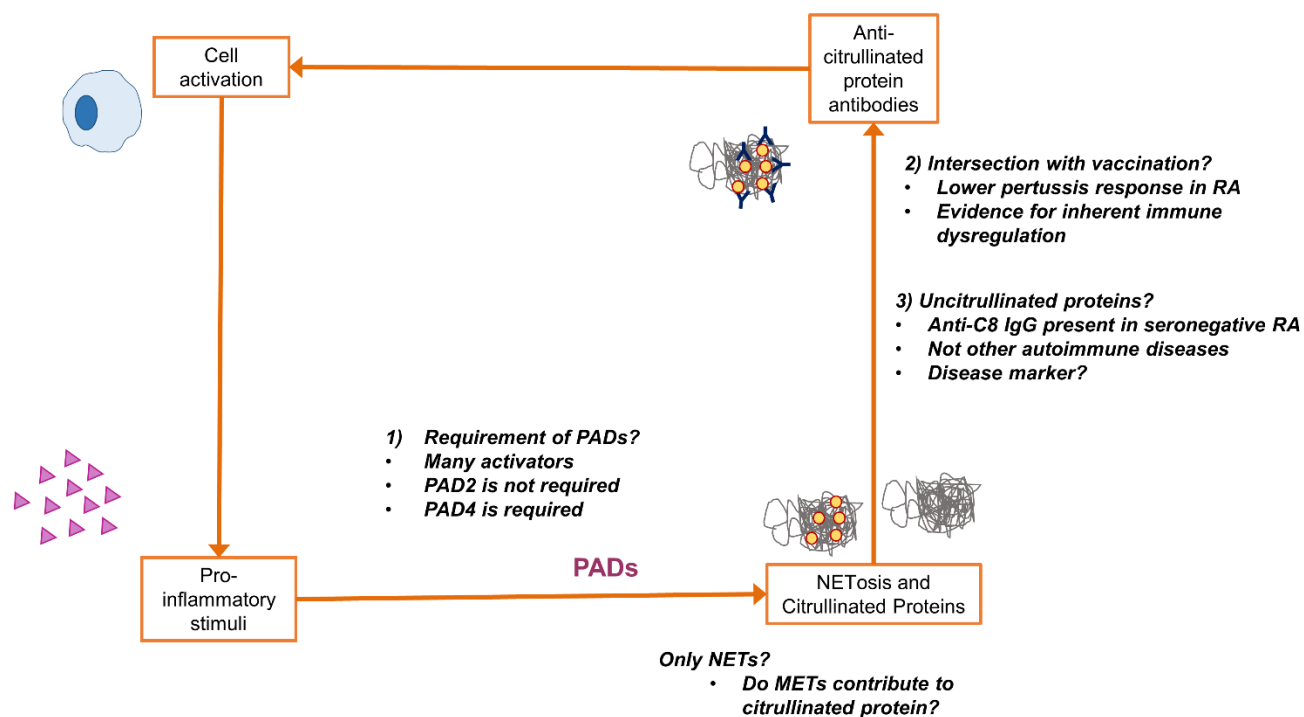 Cell
activation
Anti-
citrullinated
protein
antibodies
2) Intersection with vaccination?
• Lower pertussis response in RA
• Evidence for inherent immune
dysregulation
3) Uncitrullinated proteins?
• Anti-C8 IgG present in seronegative RA
• Not other autoimmune diseases
• Disease marker?
1) Requirement of PADs?
• Many activators
• PAD2 is not required
• PAD4 is required
Pro-
inflammatory
stimuli
PADs
NETosis and
Citrullinated Proteins
Only NETs?
• Do METs contribute to
citrullinated protein?